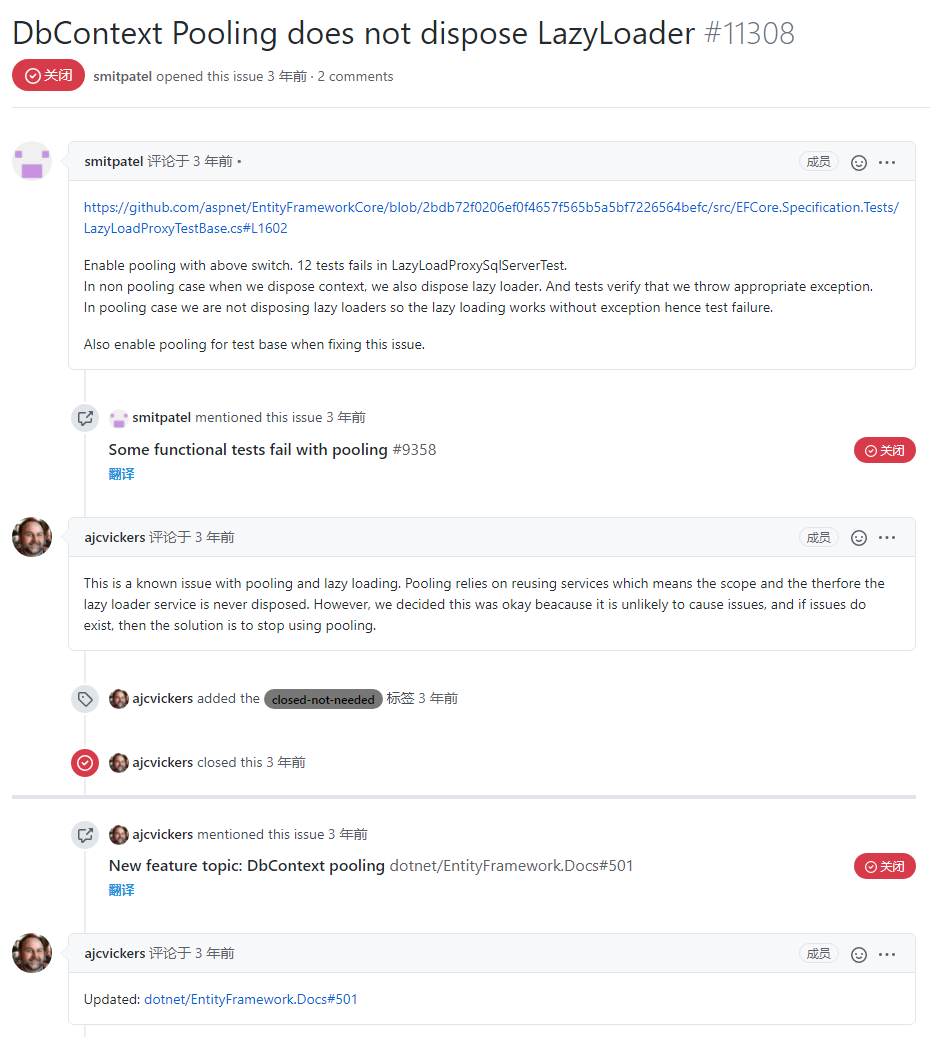 DbContext Pooling does not dispose LazyLoader #11308
关闭 smitpatel opened this issue 3 年前 · 2 comments
smitpatel 评论于 3 年前 • 成员
https://github.com/aspnet/EntityFrameworkCore/blob/2bdb72f0206ef0f4657f565b5a5bf7226564befc/src/EFCore.Specification.Tests/
LazyLoadProxyTestBase.cs#L1602
Enable pooling with above switch. 12 tests fails in LazyLoadProxySqlServerTest.
In non pooling case when we dispose context, we also dispose lazy loader. And tests verify that we throw appropriate exception.
In pooling case we are not disposing lazy loaders so the lazy loading works without exception hence test failure.
Also enable pooling for test base when fixing this issue.
smitpatel mentioned this issue 3 年前
Some functional tests fail with pooling #9358 关闭
翻译
ajcvickers 评论于 3 年前 成员
This is a known issue with pooling and lazy loading. Pooling relies on reusing services which means the scope and the therfore the
lazy loader service is never disposed. However, we decided this was okay beacause it is unlikely to cause issues, and if issues do
exist, then the solution is to stop using pooling.
ajcvickers added the closed-not-needed 标签 3 年前
ajcvickers closed this 3 年前
ajcvickers mentioned this issue 3 年前
New feature topic: DbContext pooling dotnet/EntityFramework.Docs#501 关闭
翻译
ajcvickers 评论于 3 年前 成员
Updated: dotnet/EntityFramework.Docs#501